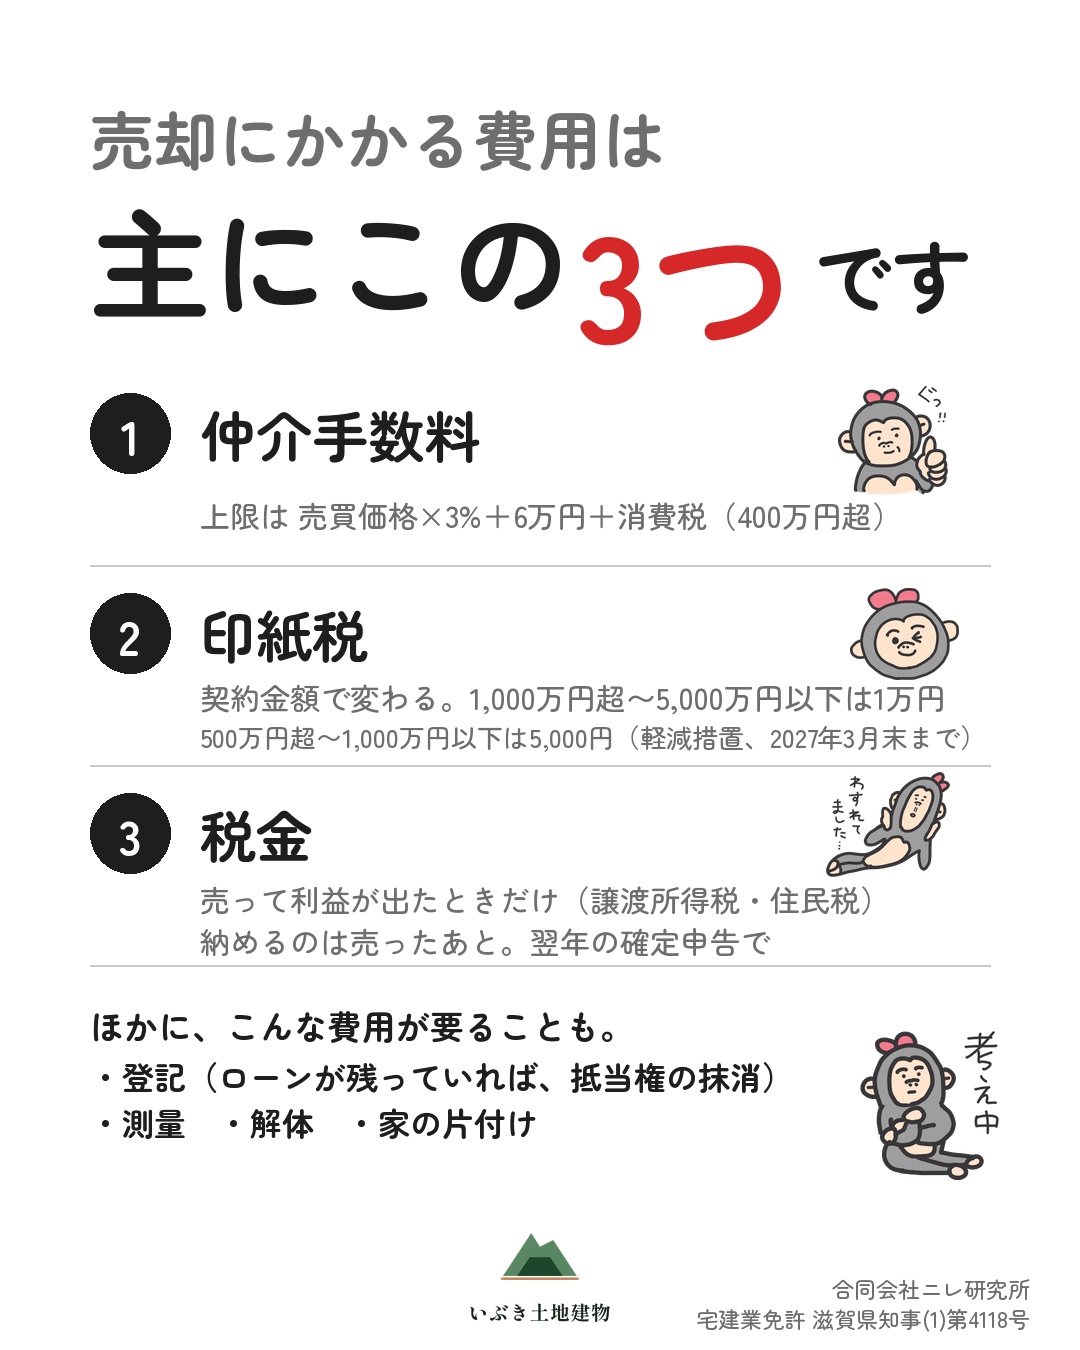 売却にかかる費用は
主にこの3つです
1 仲介手数料
ぐっ!!
上限は 売買価格×3%＋6万円＋消費税（400万円超）
2 印紙税
契約金額で変わる。1,000万円超〜5,000万円以下は1万円
500万円超〜1,000万円以下は5,000円（軽減措置、2027年3月末まで）
3 税金
わすれて
ました…
売って利益が出たときだけ（譲渡所得税・住民税）
納めるのは売ったあと。翌年の確定申告で
ほかに、こんな費用が要ることも。
・登記（ローンが残っていれば、抵当権の抹消）
・測量　・解体　・家の片付け
考え中
いぶき土地建物
合同会社ニレ研究所
宅建業免許 滋賀県知事(1)第4118号